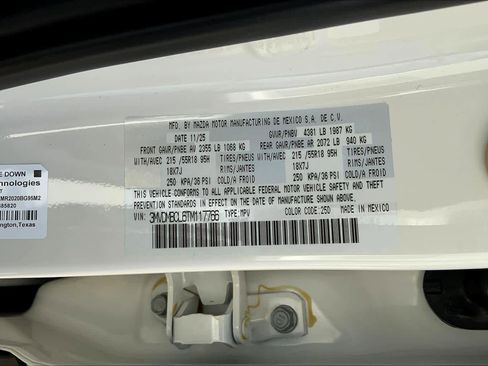 MFD. BY MAZDA MOTOR MANUFACTURING DE MEXICO S.A. DE C.V.
DATE 11/25 GVWR/PNBV 4381 LB 1987 KG
FRONT GAWR/PNBE AV 2355 LB 1068 KG REAR GAWR/PNBE AR 2072 LB 940 KG
WITH/AVEC 215/55R18 95H TIRES/PNEUS WITH/AVEC 215/55R18 95H TIRES/PNEUS
18X7J RIMS/JANTES 18X7J RIMS/JANTES
250 KPA/36 PSI COLD/A FROID 250 KPA/36 PSI COLD/A FROID
THIS VEHICLE CONFORMS TO ALL APPLICABLE FEDERAL MOTOR VEHICLE SAFETY AND THEFT
PREVENTION STANDARDS IN EFFECT ON THE DATE OF MANUFACTURE SHOWN ABOVE.
VIN: 3MVDMBCL6TM117766 TYPE:MPV COLOR: 25D MADE IN MEXICO
E DOWN
hnologies
MR2020BG95M2
ington, Texas